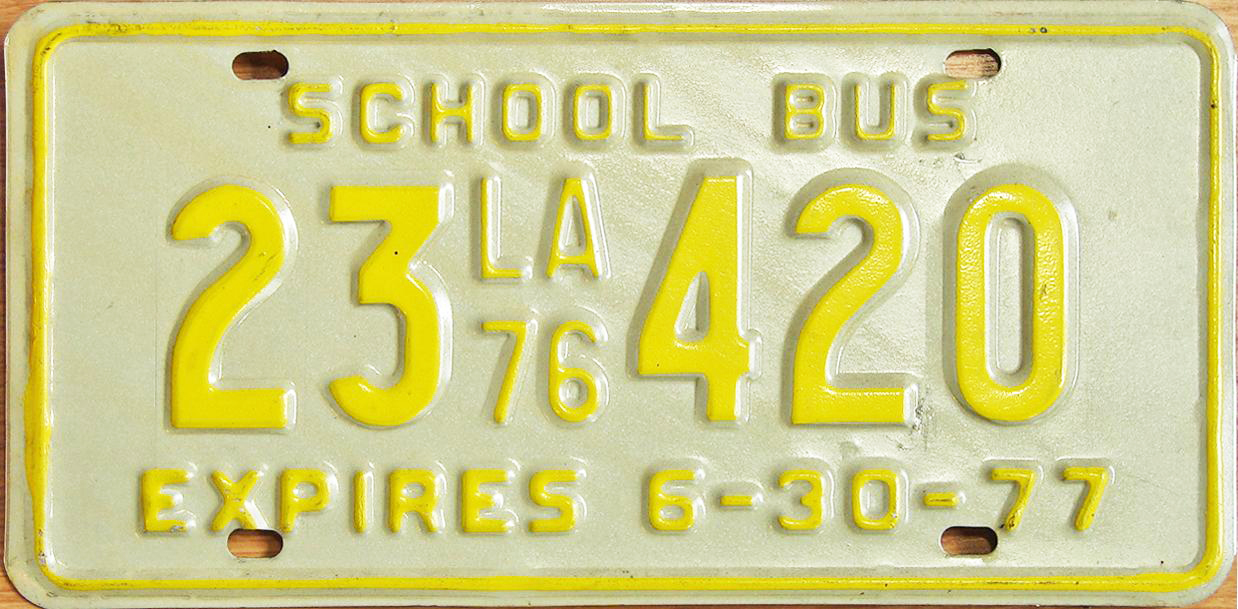 SCHOOL BUS
23 LA 76 420
EXPIRES 6-30-77